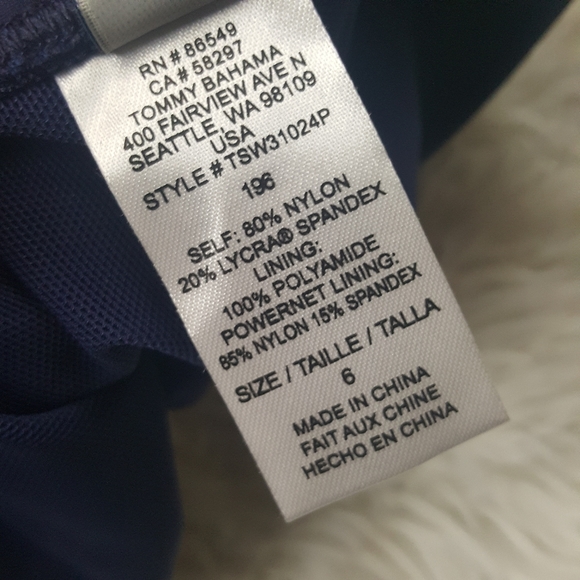 RN # 86549
CA # 58297
TOMMY BAHAMA
400 FAIRVIEW AVE N
SEATTLE, WA 98109
USA
STYLE # TSW31024P
196
SELF: 80% NYLON
20% LYCRA® SPANDEX
LINING:
100% POLYAMIDE
POWERNET LINING:
85% NYLON 15% SPANDEX
SIZE / TAILLE / TALLA
6
MADE IN CHINA
FAIT AUX CHINE
HECHO EN CHINA